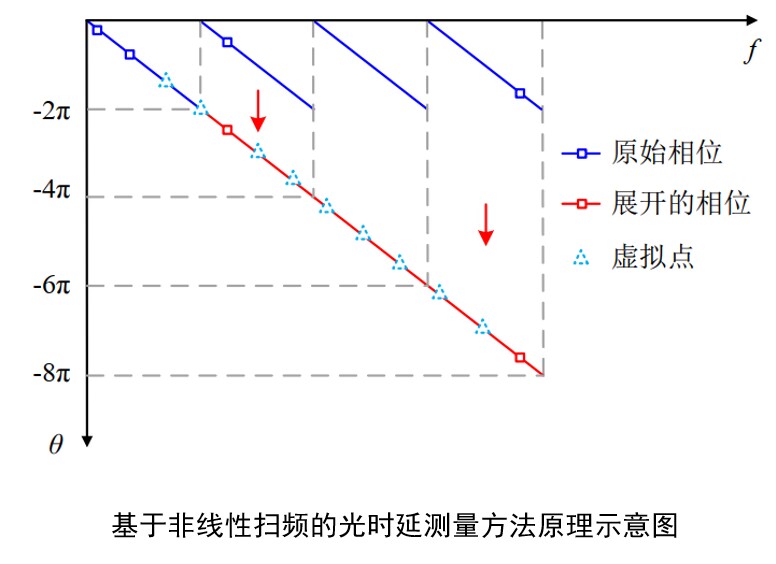 f
-2π
-4π
-6π
-8π
θ
原始相位
展开的相位
虚拟点
基于非线性扫频的光时延测量方法原理示意图